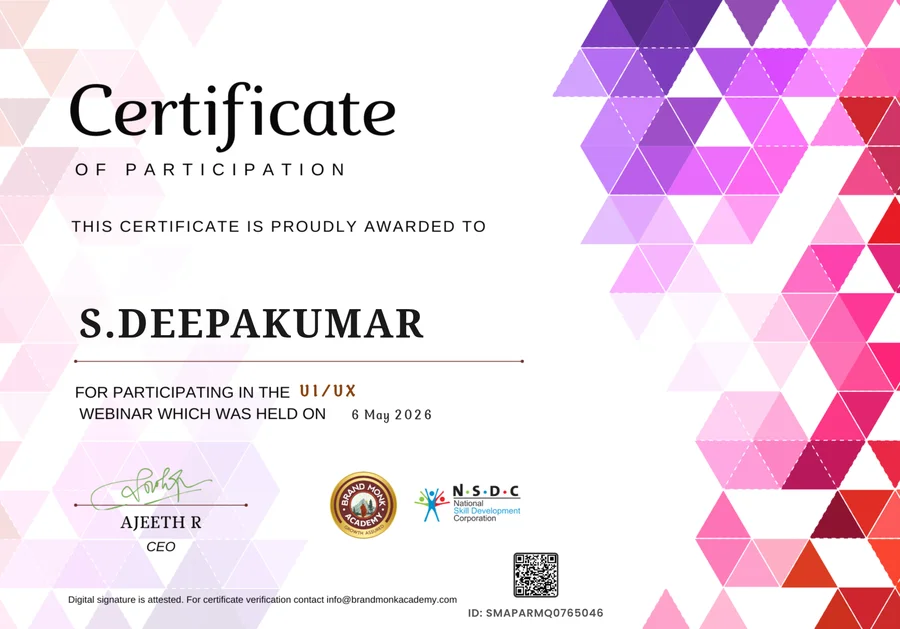 Certificate
OF PARTICIPATION
THIS CERTIFICATE IS PROUDLY AWARDED TO
S.DEEPAKUMAR
FOR PARTICIPATING IN THE UI/UX
WEBINAR WHICH WAS HELD ON 6 May 2026
AJEETH R
CEO
BRAND MONK
ACADEMY
GROWTH ASSURED
N·S·D·C
National
Skill Development
Corporation
Digital signature is attested. For certificate verification contact info@brandmonkacademy.com
ID: SMAPARMQ0765046